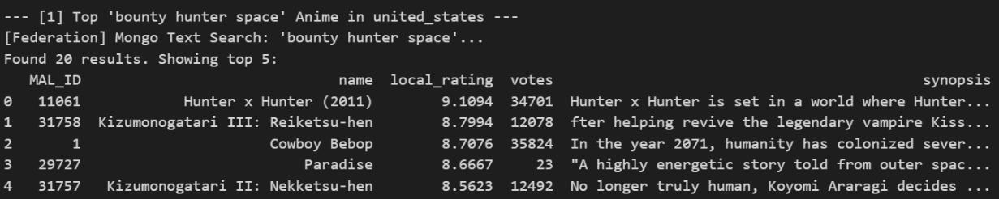 --- [1] Top 'bounty hunter space' Anime in united_states ---
[Federation] Mongo Text Search: 'bounty hunter space'...
Found 20 results. Showing top 5:
MAL_ID name local_rating votes synopsis
0 11061 Hunter x Hunter (2011) 9.1094 34701 Hunter x Hunter is set in a world where Hunter...
1 31758 Kizumonogatari III: Reiketsu-hen 8.7994 12078 fter helping revive the legendary vampire Kiss...
2 1 Cowboy Bebop 8.7076 35824 In the year 2071, humanity has colonized sever...
3 29727 Paradise 8.6667 23 "A highly energetic story told from outer spac...
4 31757 Kizumonogatari II: Nekketsu-hen 8.5623 12492 No longer truly human, Koyomi Araragi decides ...